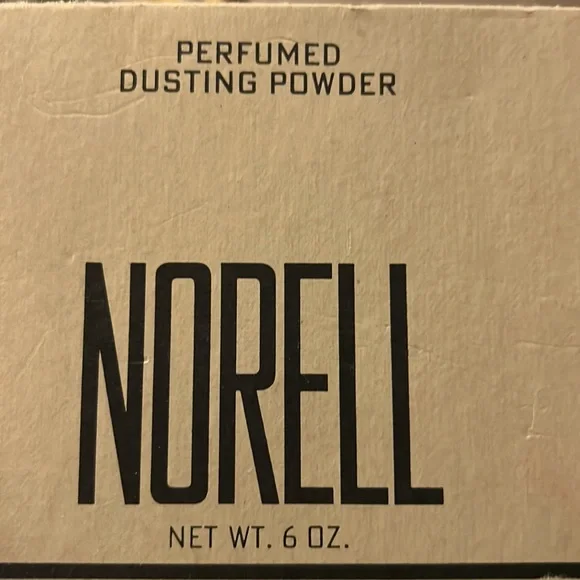 PERFUMED
DUSTING POWDER
NORELL
NET WT. 6 OZ.